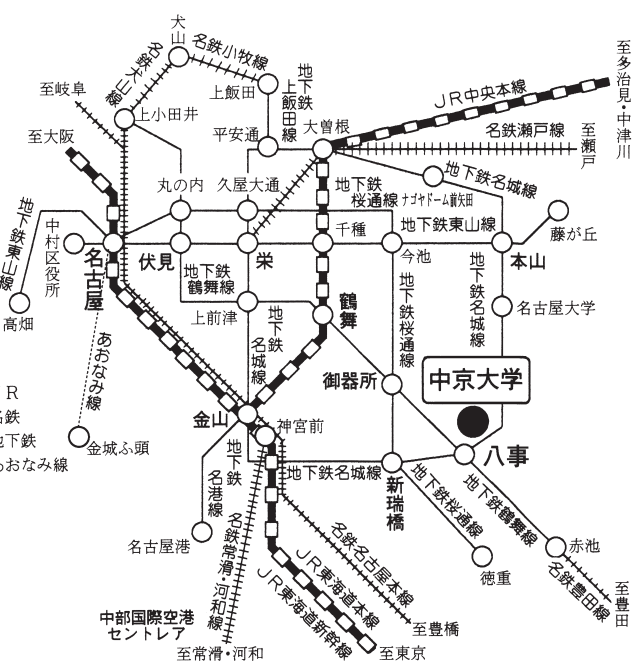 犬山
名鉄小牧線
名鉄犬山線
至岐阜
上小田井
上飯田
地下鉄上飯田線
平安通
大曽根
JR中央本線
至多治見・中津川
名鉄瀬戸線
至瀬戸
至大阪
地下鉄名城線
ナゴヤドーム前矢田
丸の内
久屋大通
地下鉄
桜通線
地下鉄東山線
藤が丘
地下鉄東山線
中村区役所
名古屋
伏見
栄
千種
今池
本山
高畑
地下鉄
鶴舞線
上前津
地下鉄
名城線
鶴舞
地下鉄桜通線
地下鉄名城線
名古屋大学
あおなみ線
御器所
中京大学
R
名鉄
地下鉄
あおなみ線
金城ふ頭
金山
神宮前
八事
地下鉄
名港線
地下鉄名城線
新瑞橋
地下鉄桜通線
地下鉄鶴舞線
名古屋港
名鉄常滑・河和線
名鉄名古屋本線
JR東海道本線
JR東海道新幹線
徳重
赤池
名鉄豊田線
至豊田
中部国際空港
セントレア
至常滑・河和
至豊橋
至東京